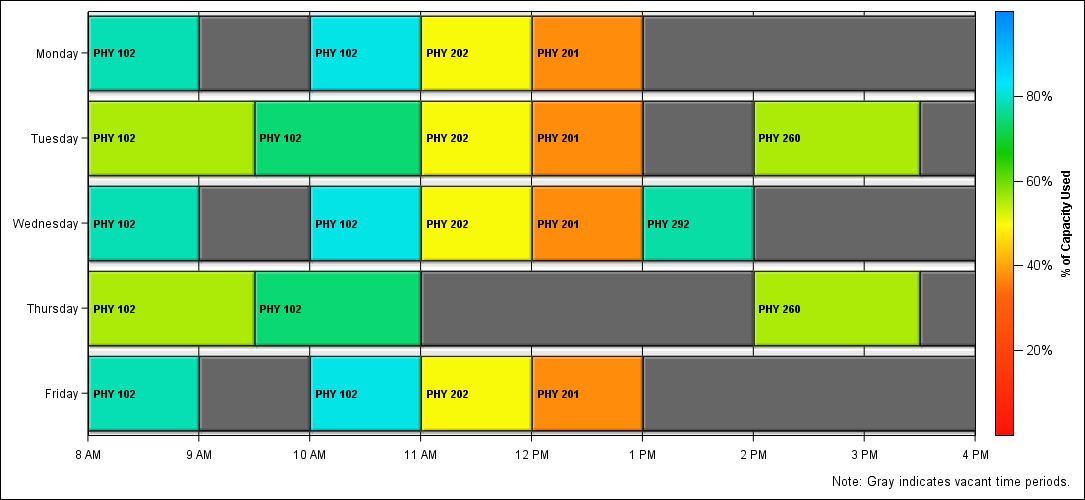 Monday PHY 102 PHY 102 PHY 202 PHY 201
80%
Tuesday PHY 102 PHY 102 PHY 202 PHY 201 PHY 260
60%
Wednesday PHY 102 PHY 102 PHY 202 PHY 201 PHY 292
% of Capacity Used
40%
Thursday PHY 102 PHY 102 PHY 260
20%
Friday PHY 102 PHY 102 PHY 202 PHY 201
8 AM 9 AM 10 AM 11 AM 12 PM 1 PM 2 PM 3 PM 4 PM
Note: Gray indicates vacant time periods.